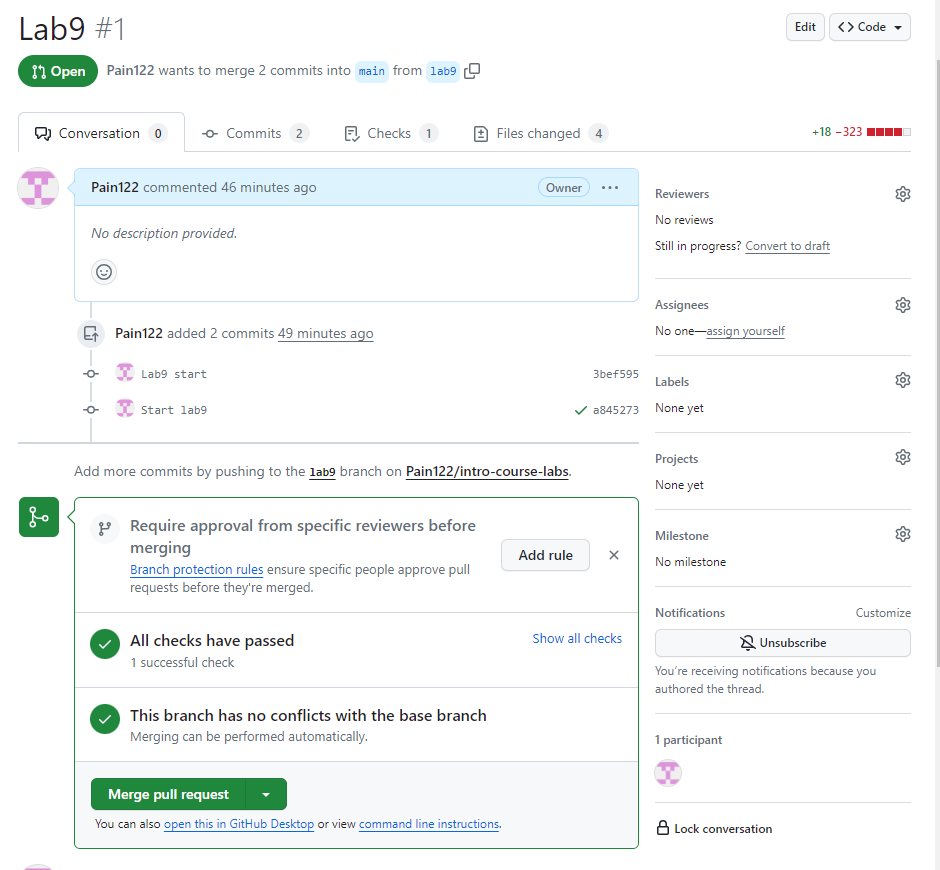 Lab9 #1
Edit
Code
Open
Pain122 wants to merge 2 commits into main from lab9
Conversation 0
Commits 2
Checks 1
Files changed 4
+18 −323
Pain122 commented 46 minutes ago
Owner
No description provided.
Pain122 added 2 commits 49 minutes ago
Lab9 start
3bef595
Start lab9
a845273
Add more commits by pushing to the lab9 branch on Pain122/intro-course-labs.
Require approval from specific reviewers before
merging
Branch protection rules ensure specific people approve pull
requests before they're merged.
Add rule
All checks have passed
1 successful check
Show all checks
This branch has no conflicts with the base branch
Merging can be performed automatically.
Merge pull request
You can also open this in GitHub Desktop or view command line instructions.
Reviewers
No reviews
Still in progress? Convert to draft
Assignees
No one—assign yourself
Labels
None yet
Projects
None yet
Milestone
No milestone
Notifications
Customize
Unsubscribe
You're receiving notifications because you
authored the thread.
1 participant
Lock conversation